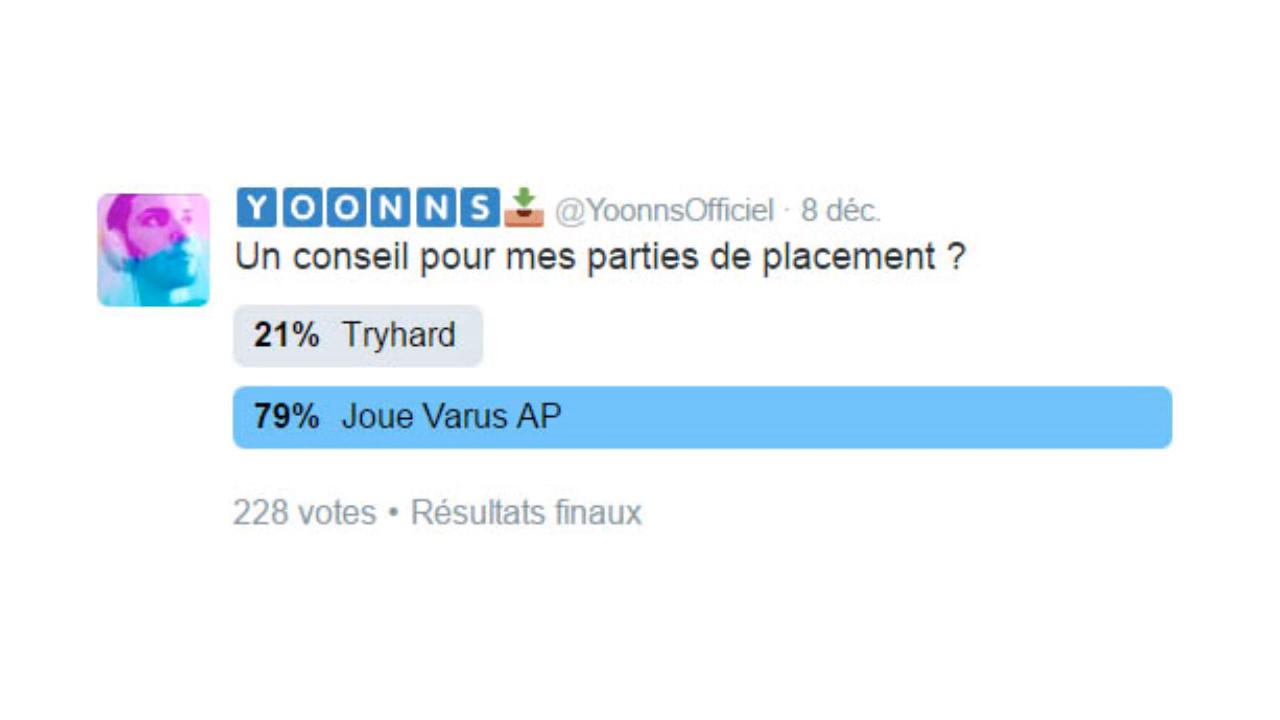 YOONNS @YoonnsOfficiel · 8 déc.
Un conseil pour mes parties de placement ?
21% Tryhard
79% Joue Varus AP
228 votes • Résultats finaux